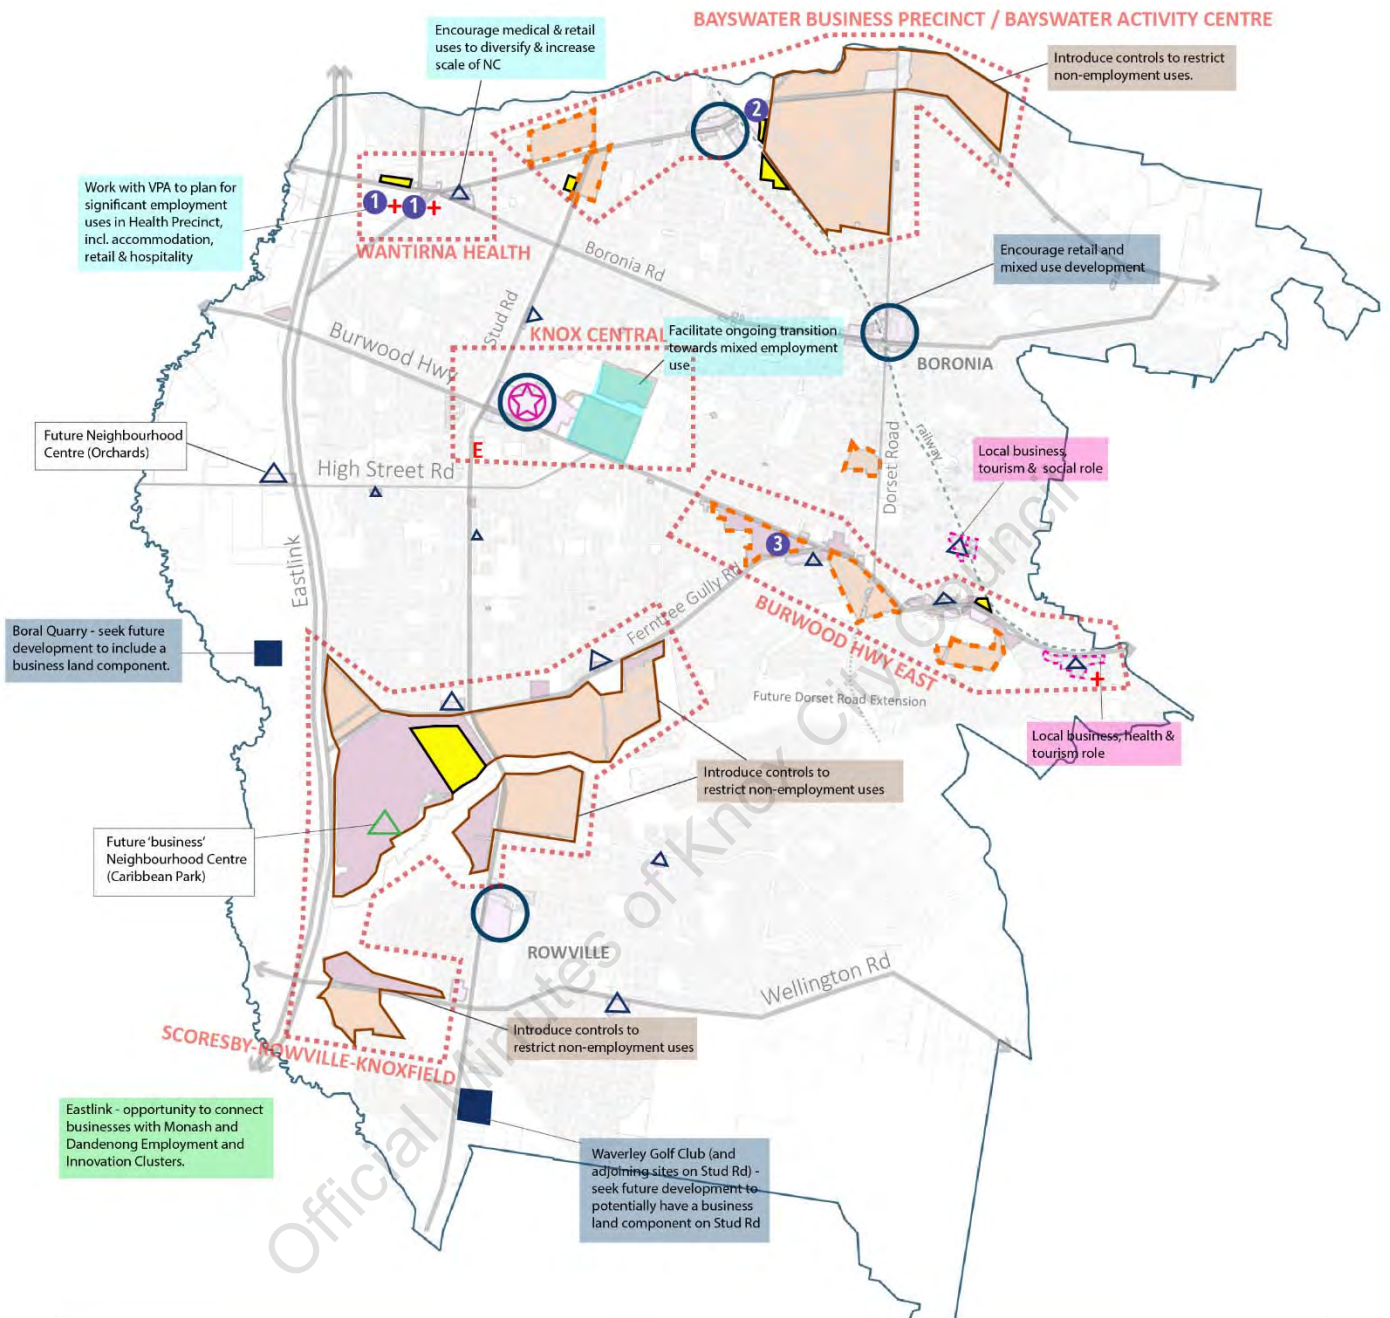 BAYSWATER BUSINESS PRECINCT / BAYSWATER ACTIVITY CENTRE
Encourage medical & retail
uses to diversify & increase
scale of NC
Introduce controls to restrict
non-employment uses.
2
Work with VPA to plan for
significant employment
uses in Health Precinct,
incl. accommodation,
retail & hospitality
1
1
WANTIRNA HEALTH
Boronia Rd
Encourage retail and
mixed use development
Stud Rd
Burwood Hwy
KNOX CENTRAL
Facilitate ongoing transition
towards mixed employment
use
BORONIA
Future Neighbourhood
Centre (Orchards)
E
High Street Rd
Dorset Road
railway
Local business,
tourism & social role
Eastlink
3
Ferntree Gully Rd
BURWOOD HWY EAST
Boral Quarry - seek future
development to include a
business land component.
Future Dorset Road Extension
Local business, health &
tourism role
Introduce controls to
restrict non-employment uses
Future 'business'
Neighbourhood Centre
(Caribbean Park)
ROWVILLE
Wellington Rd
Introduce controls to
restrict non-employment uses
SCORESBY-ROWVILLE-KNOXFIELD
Eastlink - opportunity to connect
businesses with Monash and
Dandenong Employment and
Innovation Clusters.
Waverley Golf Club (and
adjoining sites on Stud Rd) -
seek future development to
potentially have a business
land component on Stud Rd
Official Minutes of Knox City Council